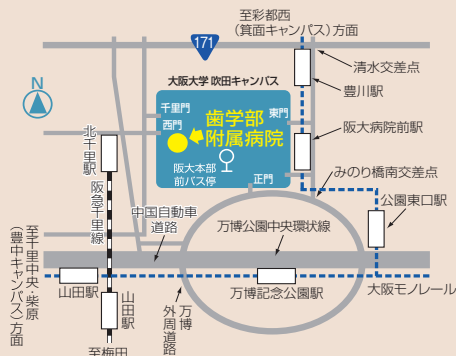 至彩都西
(箕面キャンパス)方面
171
清水交差点
豊川駅
N
大阪大学 吹田キャンパス
千里門
西門
東門
歯学部
附属病院
阪大病院前駅
阪大本部
前バス停
正門
みのり橋南交差点
北千里駅
阪急千里線
公園東口駅
中国自動車
道路
万博公園中央環状線
至千里中央・柴原
(豊中キャンパス)方面
山田駅
山田駅
万博
外周道路
万博記念公園駅
大阪モノレール
至梅田